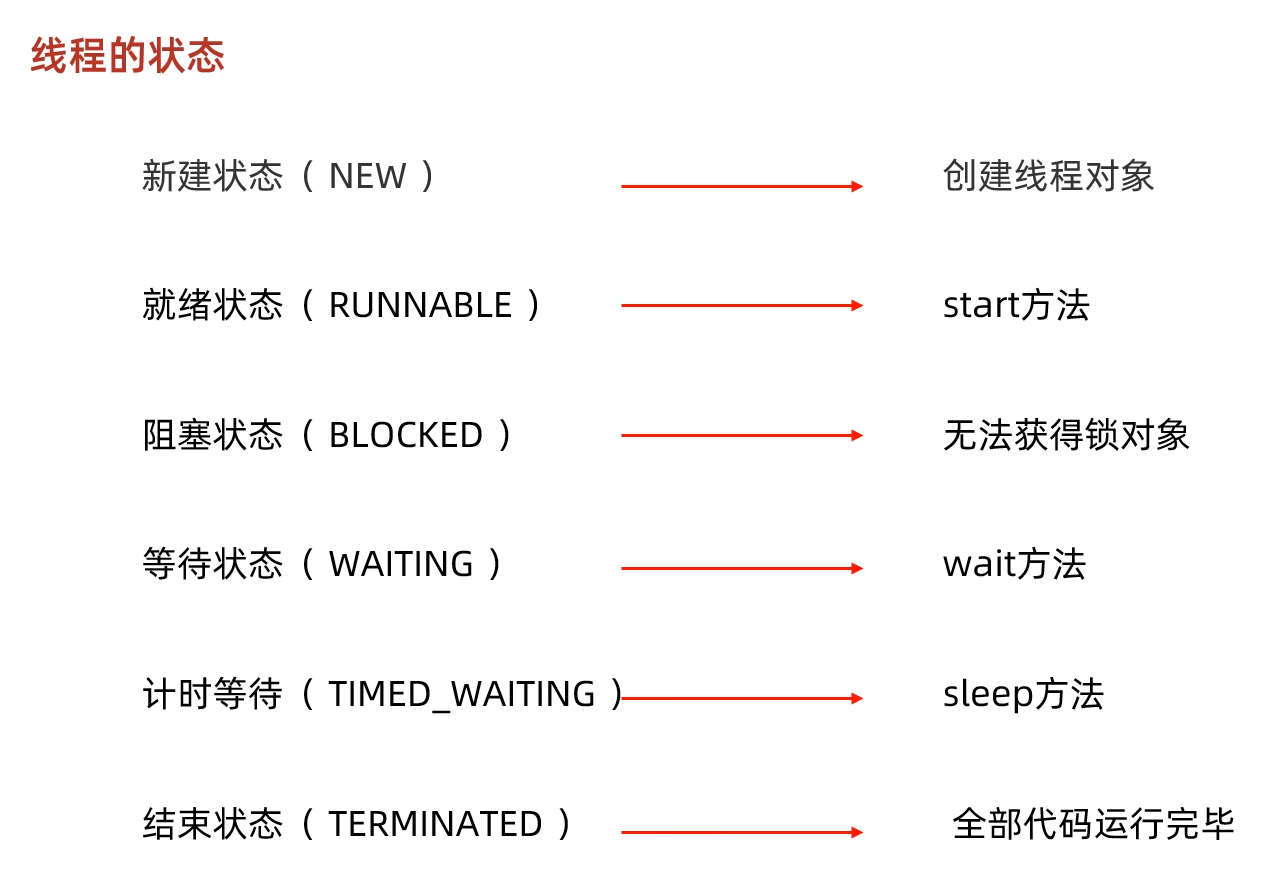 线程的状态
新建状态（ NEW ） 创建线程对象
就绪状态（ RUNNABLE ） start方法
阻塞状态（ BLOCKED ） 无法获得锁对象
等待状态（ WAITING ） wait方法
计时等待（ TIMED_WAITING ） sleep方法
结束状态（ TERMINATED ） 全部代码运行完毕